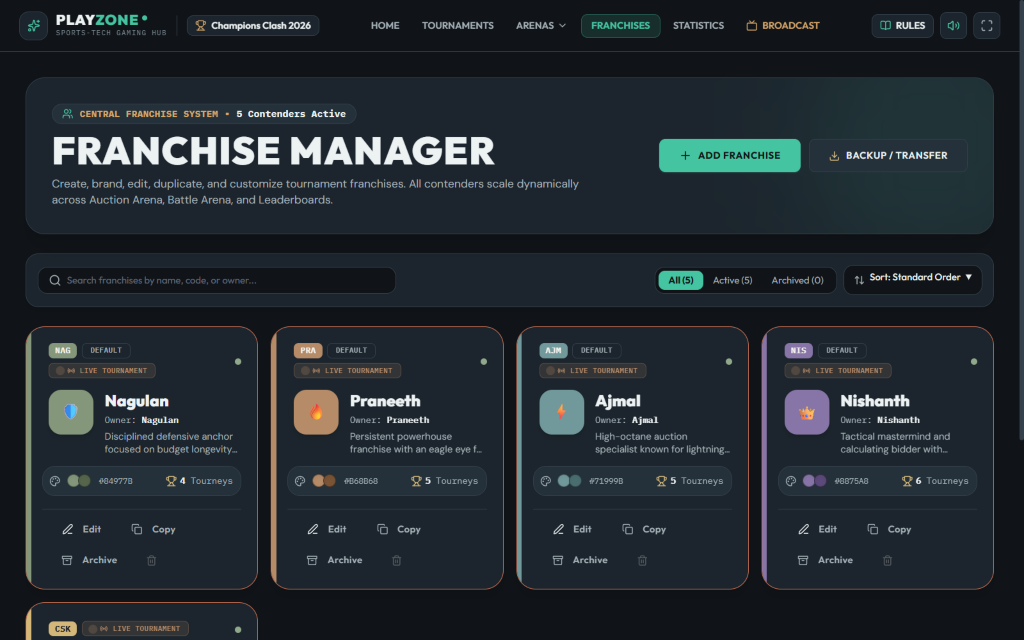 PLAYZONE
SPORTS-TECH GAMING HUB
Champions Clash 2026
HOME
TOURNAMENTS
ARENAS
FRANCHISES
STATISTICS
BROADCAST
RULES
CENTRAL FRANCHISE SYSTEM • 5 Contenders Active
FRANCHISE MANAGER
Create, brand, edit, duplicate, and customize tournament franchises. All contenders scale dynamically
across Auction Arena, Battle Arena, and Leaderboards.
+ ADD FRANCHISE
BACKUP / TRANSFER
Search franchises by name, code, or owner...
All (5)
Active (5)
Archived (0)
Sort: Standard Order ▼
NAG DEFAULT
LIVE TOURNAMENT
Nagulan
Owner: Nagulan
Disciplined defensive anchor
focused on budget longevity...
#84977B
4 Tourneys
Edit
Copy
Archive
PRA DEFAULT
LIVE TOURNAMENT
Praneeth
Owner: Praneeth
Persistent powerhouse
franchise with an eagle eye f...
#B68B68
5 Tourneys
Edit
Copy
Archive
AJM DEFAULT
LIVE TOURNAMENT
Ajmal
Owner: Ajmal
High-octane auction
specialist known for lightning...
#71999B
5 Tourneys
Edit
Copy
Archive
NIS DEFAULT
LIVE TOURNAMENT
Nishanth
Owner: Nishanth
Tactical mastermind and
calculating bidder with...
#8875A8
6 Tourneys
Edit
Copy
Archive
CSK LIVE TOURNAMENT